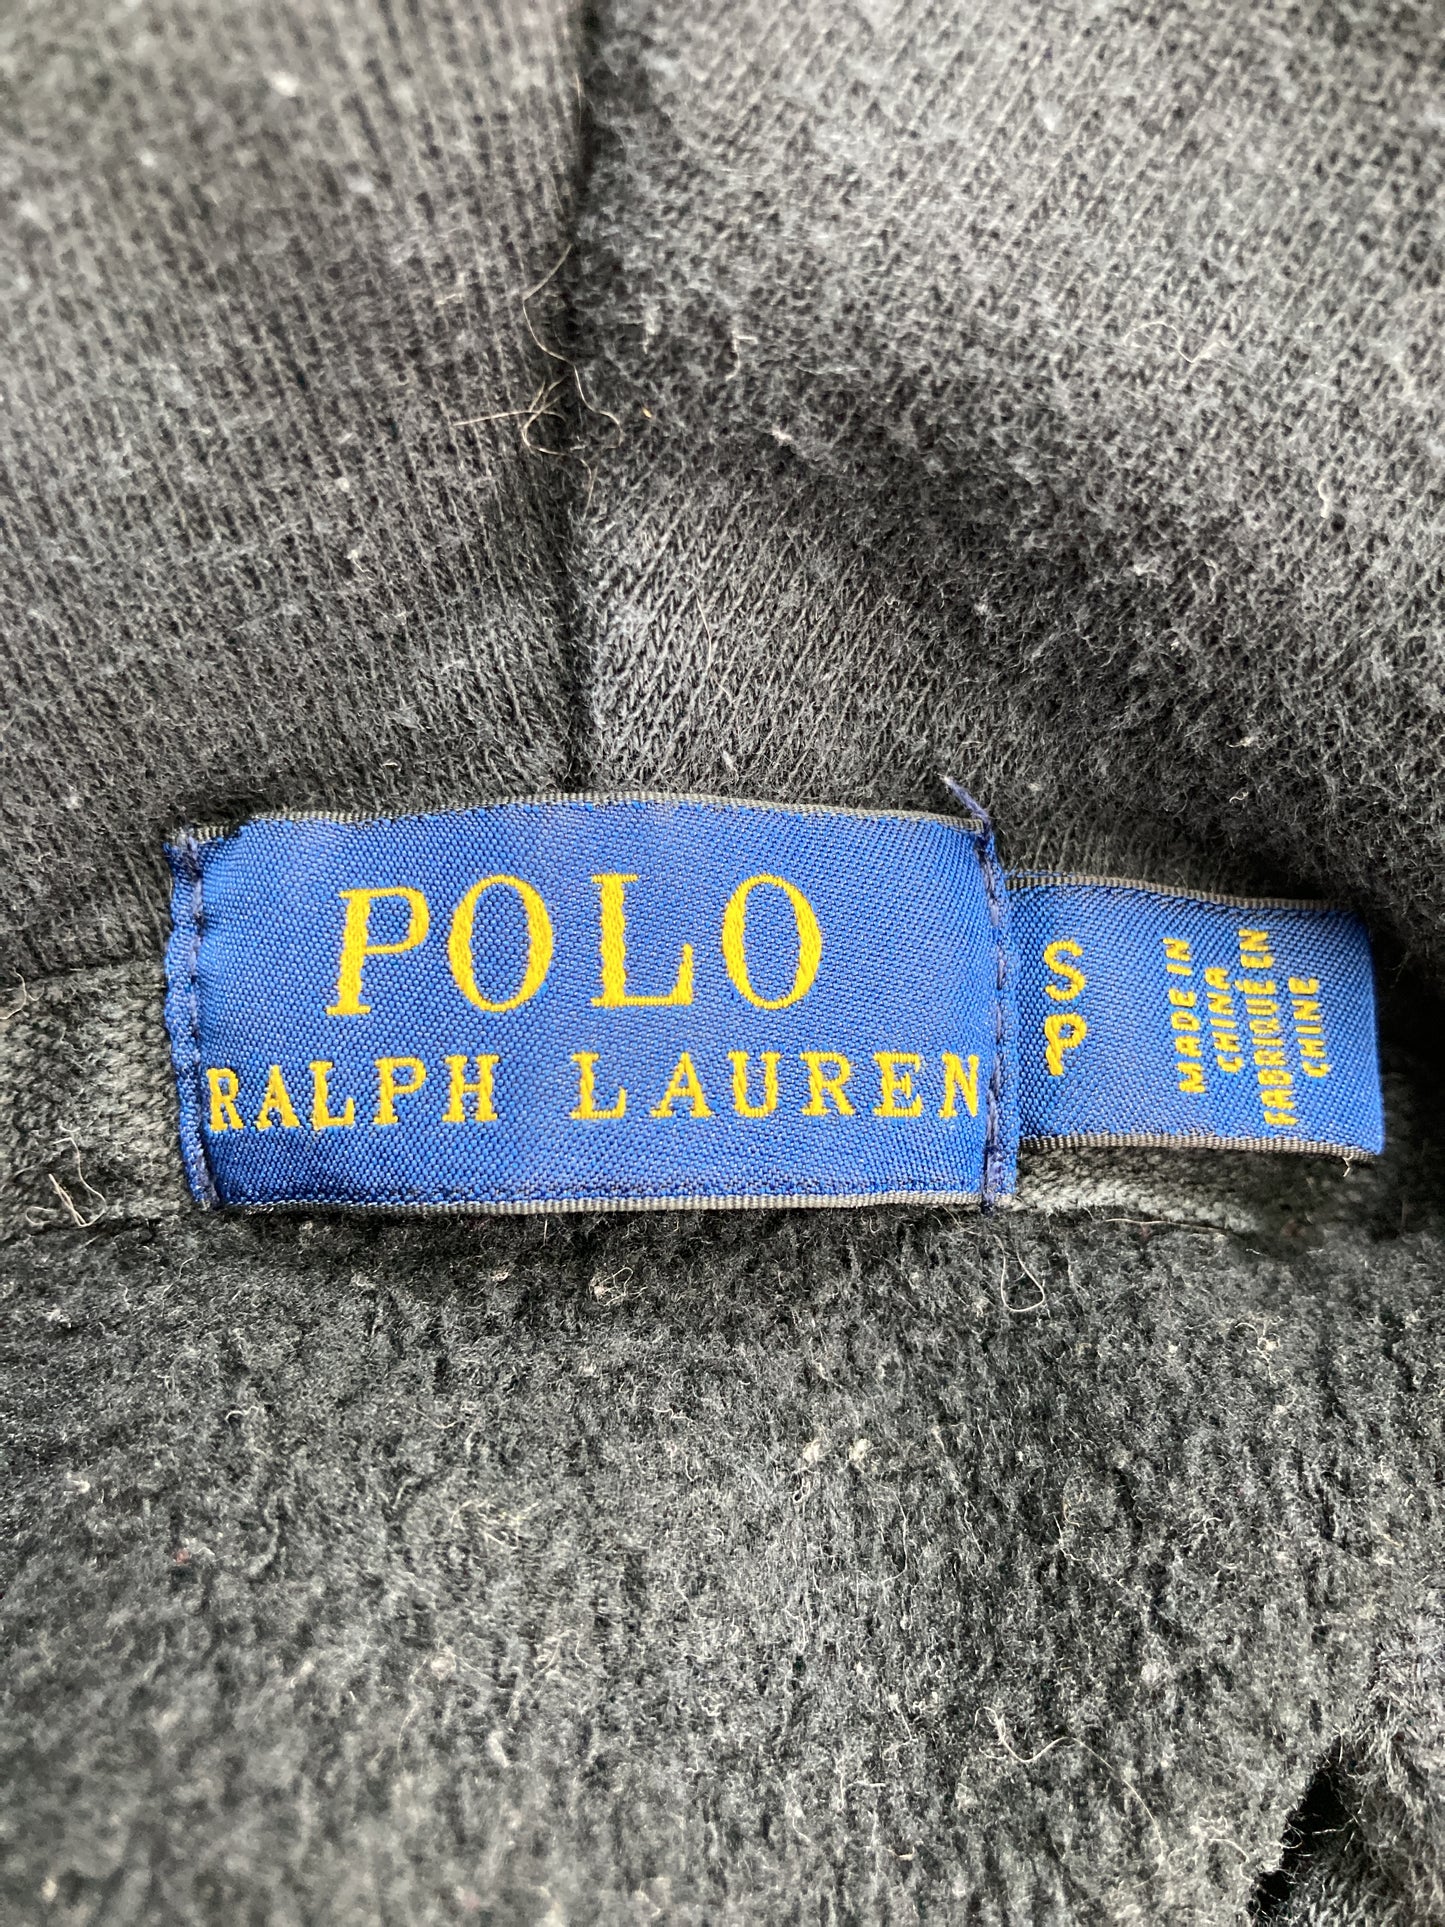 POLO
RALPH LAUREN
S
P
MADE IN
CHINA
FABRIQUÉ EN
CHINE